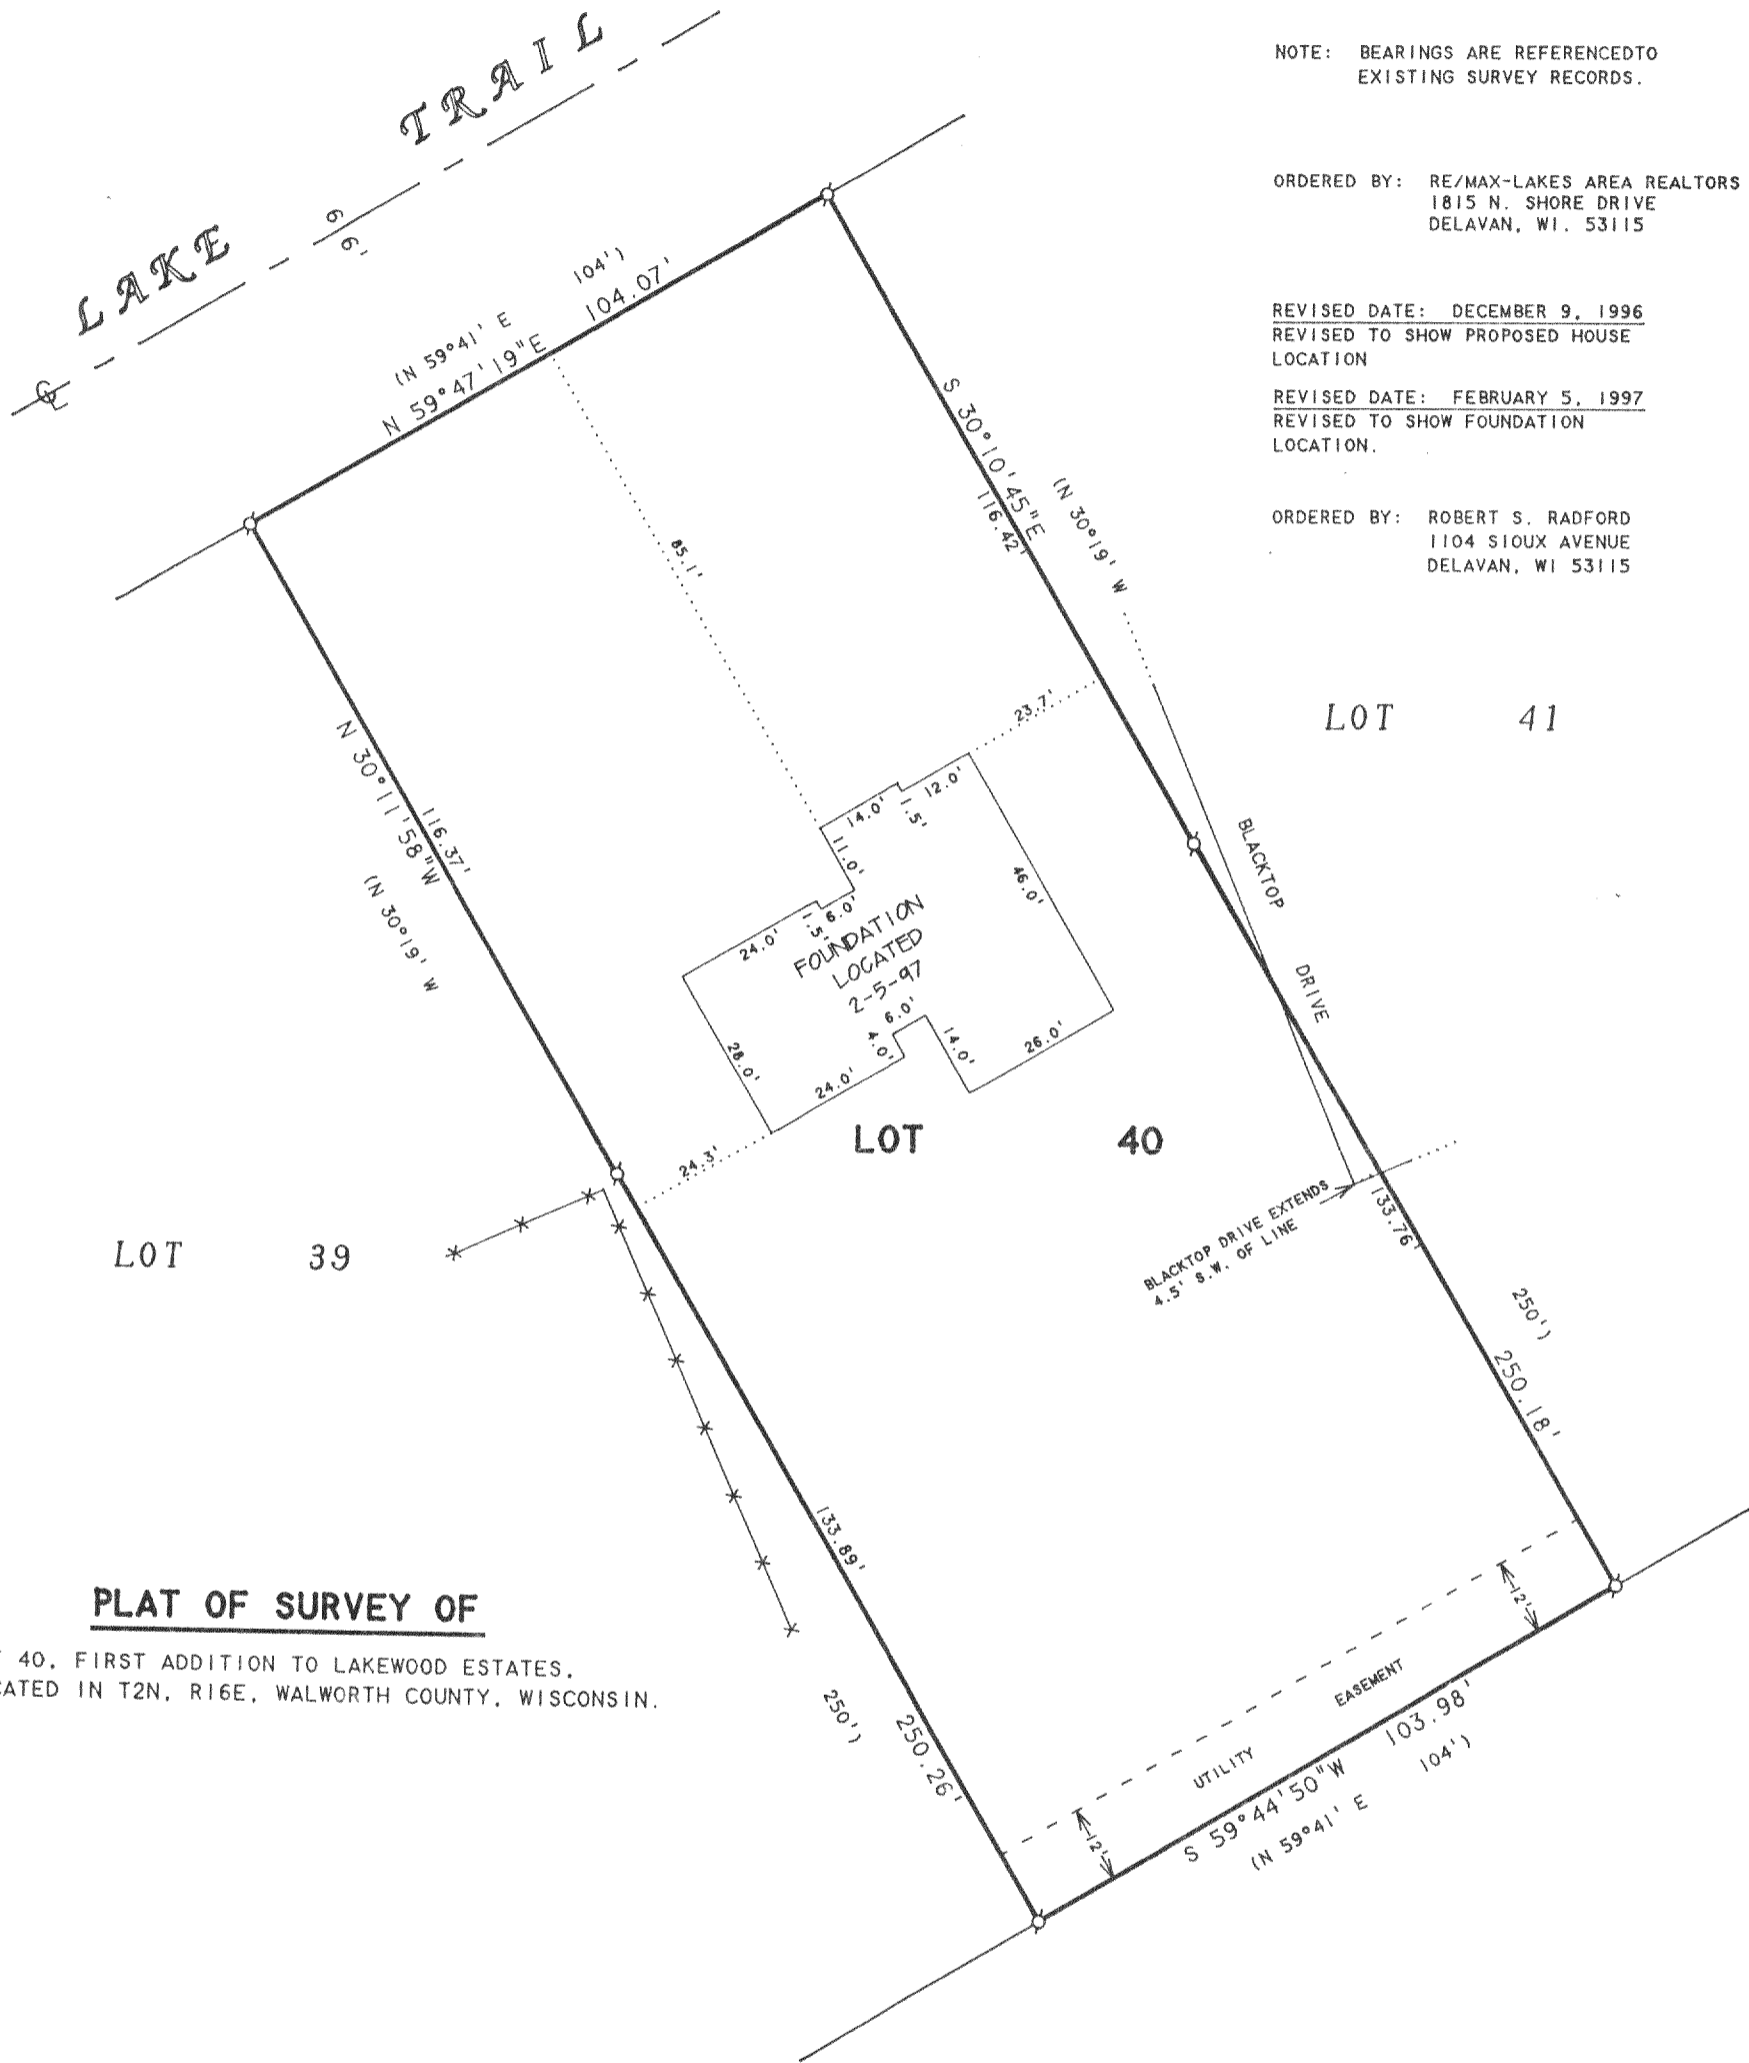 LAKE TRAIL
66'
NOTE: BEARINGS ARE REFERENCEDTO
EXISTING SURVEY RECORDS.
ORDERED BY: RE/MAX-LAKES AREA REALTORS
1815 N. SHORE DRIVE
DELAVAN, WI. 53115
REVISED DATE: DECEMBER 9, 1996
REVISED TO SHOW PROPOSED HOUSE
LOCATION
REVISED DATE: FEBRUARY 5, 1997
REVISED TO SHOW FOUNDATION
LOCATION.
ORDERED BY: ROBERT S. RADFORD
1104 SIOUX AVENUE
DELAVAN, WI 53115
(N 59°41' E 104')
N 59°47'19"E 104.07'
S 30°10'45"E
116.42'
(N 30°19' W
85.1'
23.7'
LOT 41
N 30°11'58"W
116.37'
(N 30°19' W
14.0'
1.5'
12.0'
11.0'
46.0'
BLACKTOP DRIVE
24.0'
1.5'
6.0'
FOUNDATION
LOCATED
2-5-97
6.0'
4.0'
14.0'
26.0'
28.0'
24.0'
24.3'
LOT 40
LOT 39
BLACKTOP DRIVE EXTENDS
4.5' S.W. OF LINE
133.76'
250')
250.18'
133.89'
250')
250.26'
12'
UTILITY EASEMENT
12'
S 59°44'50"W 103.98'
(N 59°41' E 104')
PLAT OF SURVEY OF
40, FIRST ADDITION TO LAKEWOOD ESTATES,
ATED IN T2N, R16E, WALWORTH COUNTY, WISCONSIN.